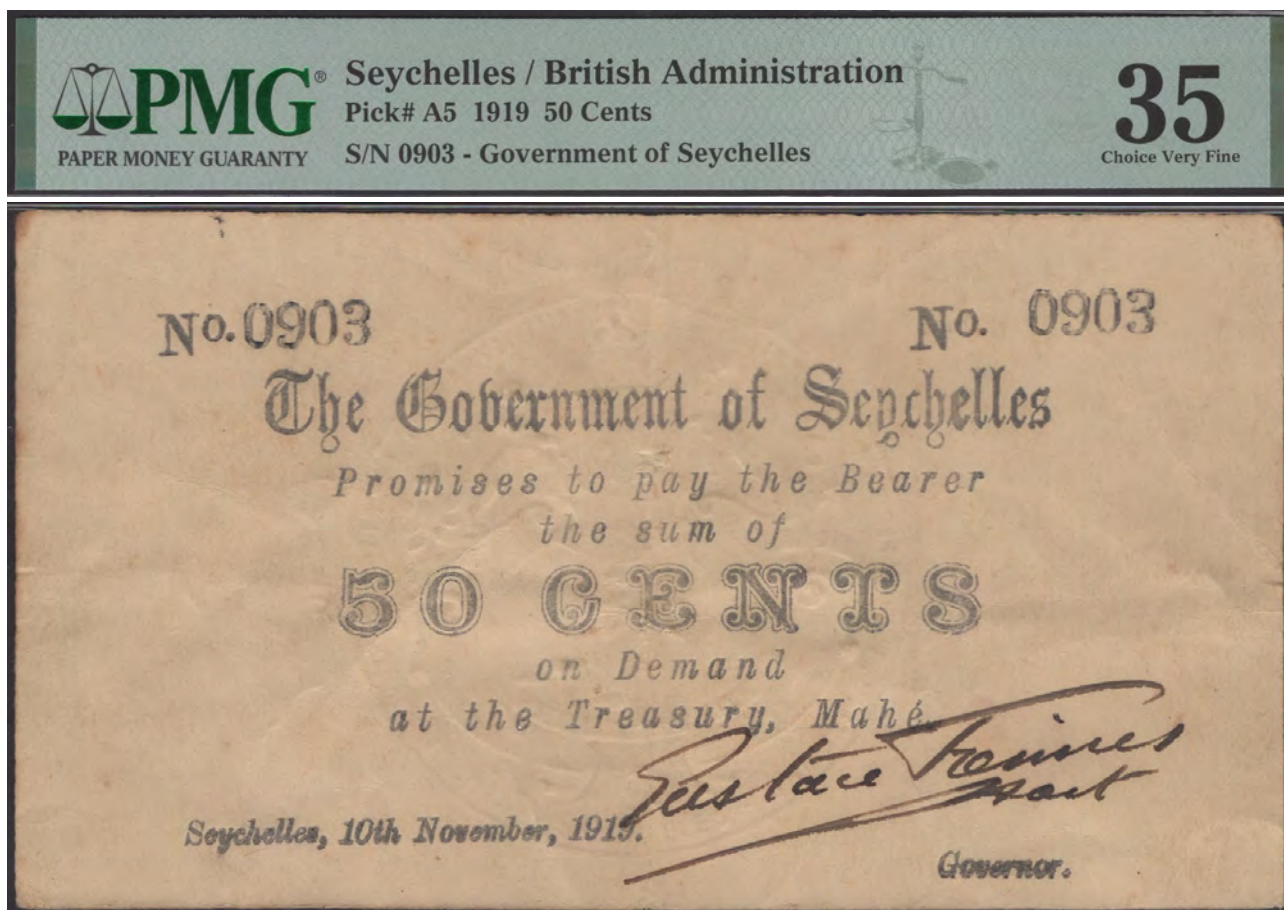 PMG®
PAPER MONEY GUARANTY
Seychelles / British Administration
Pick# A5 1919 50 Cents
S/N 0903 - Government of Seychelles
35
Choice Very Fine
No. 0903
No. 0903
The Government of Seychelles
Promises to pay the Bearer
the sum of
50 CENTS
on Demand
at the Treasury, Mahé.
Eustace Fiennes
Bart
Seychelles, 10th November, 1919.
Governor.